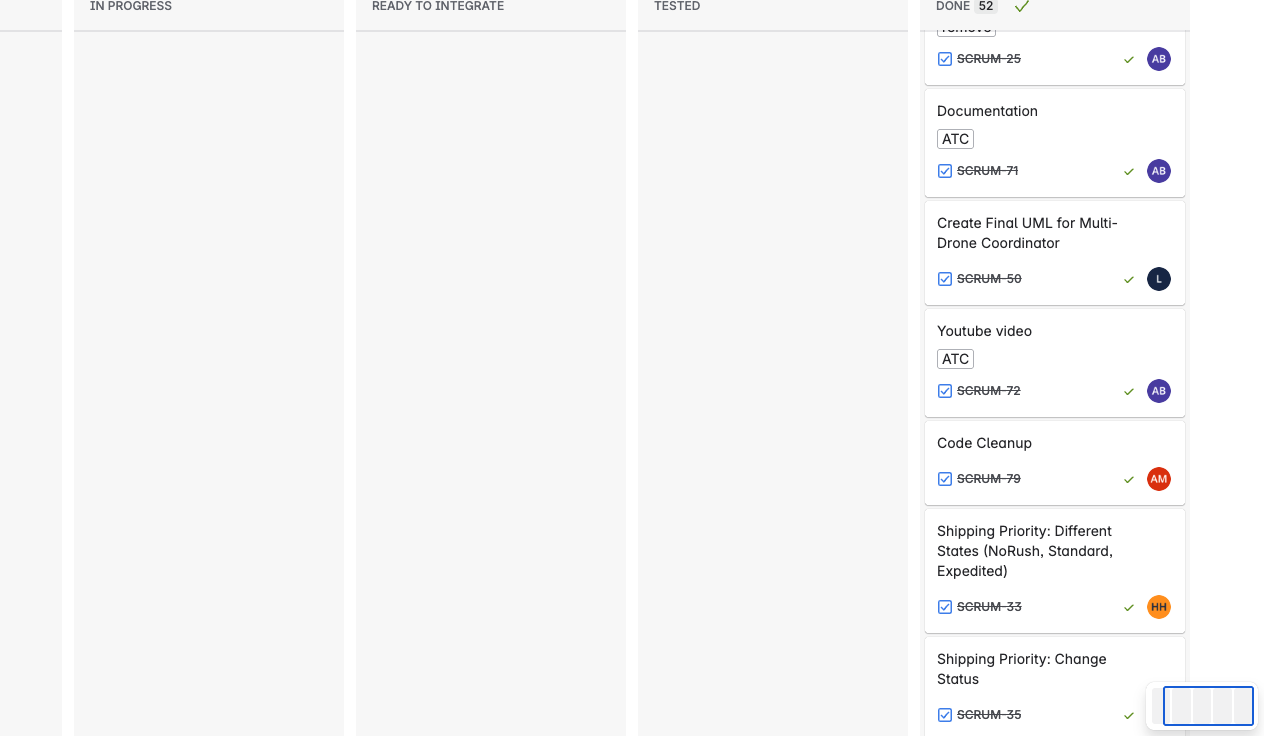 IN PROGRESS
READY TO INTEGRATE
TESTED
DONE 52
remove
SCRUM-25
AB
Documentation
ATC
SCRUM-71
AB
Create Final UML for Multi-
Drone Coordinator
SCRUM-50
L
Youtube video
ATC
SCRUM-72
AB
Code Cleanup
SCRUM-79
AM
Shipping Priority: Different
States (NoRush, Standard,
Expedited)
SCRUM-33
HH
Shipping Priority: Change
Status
SCRUM-35